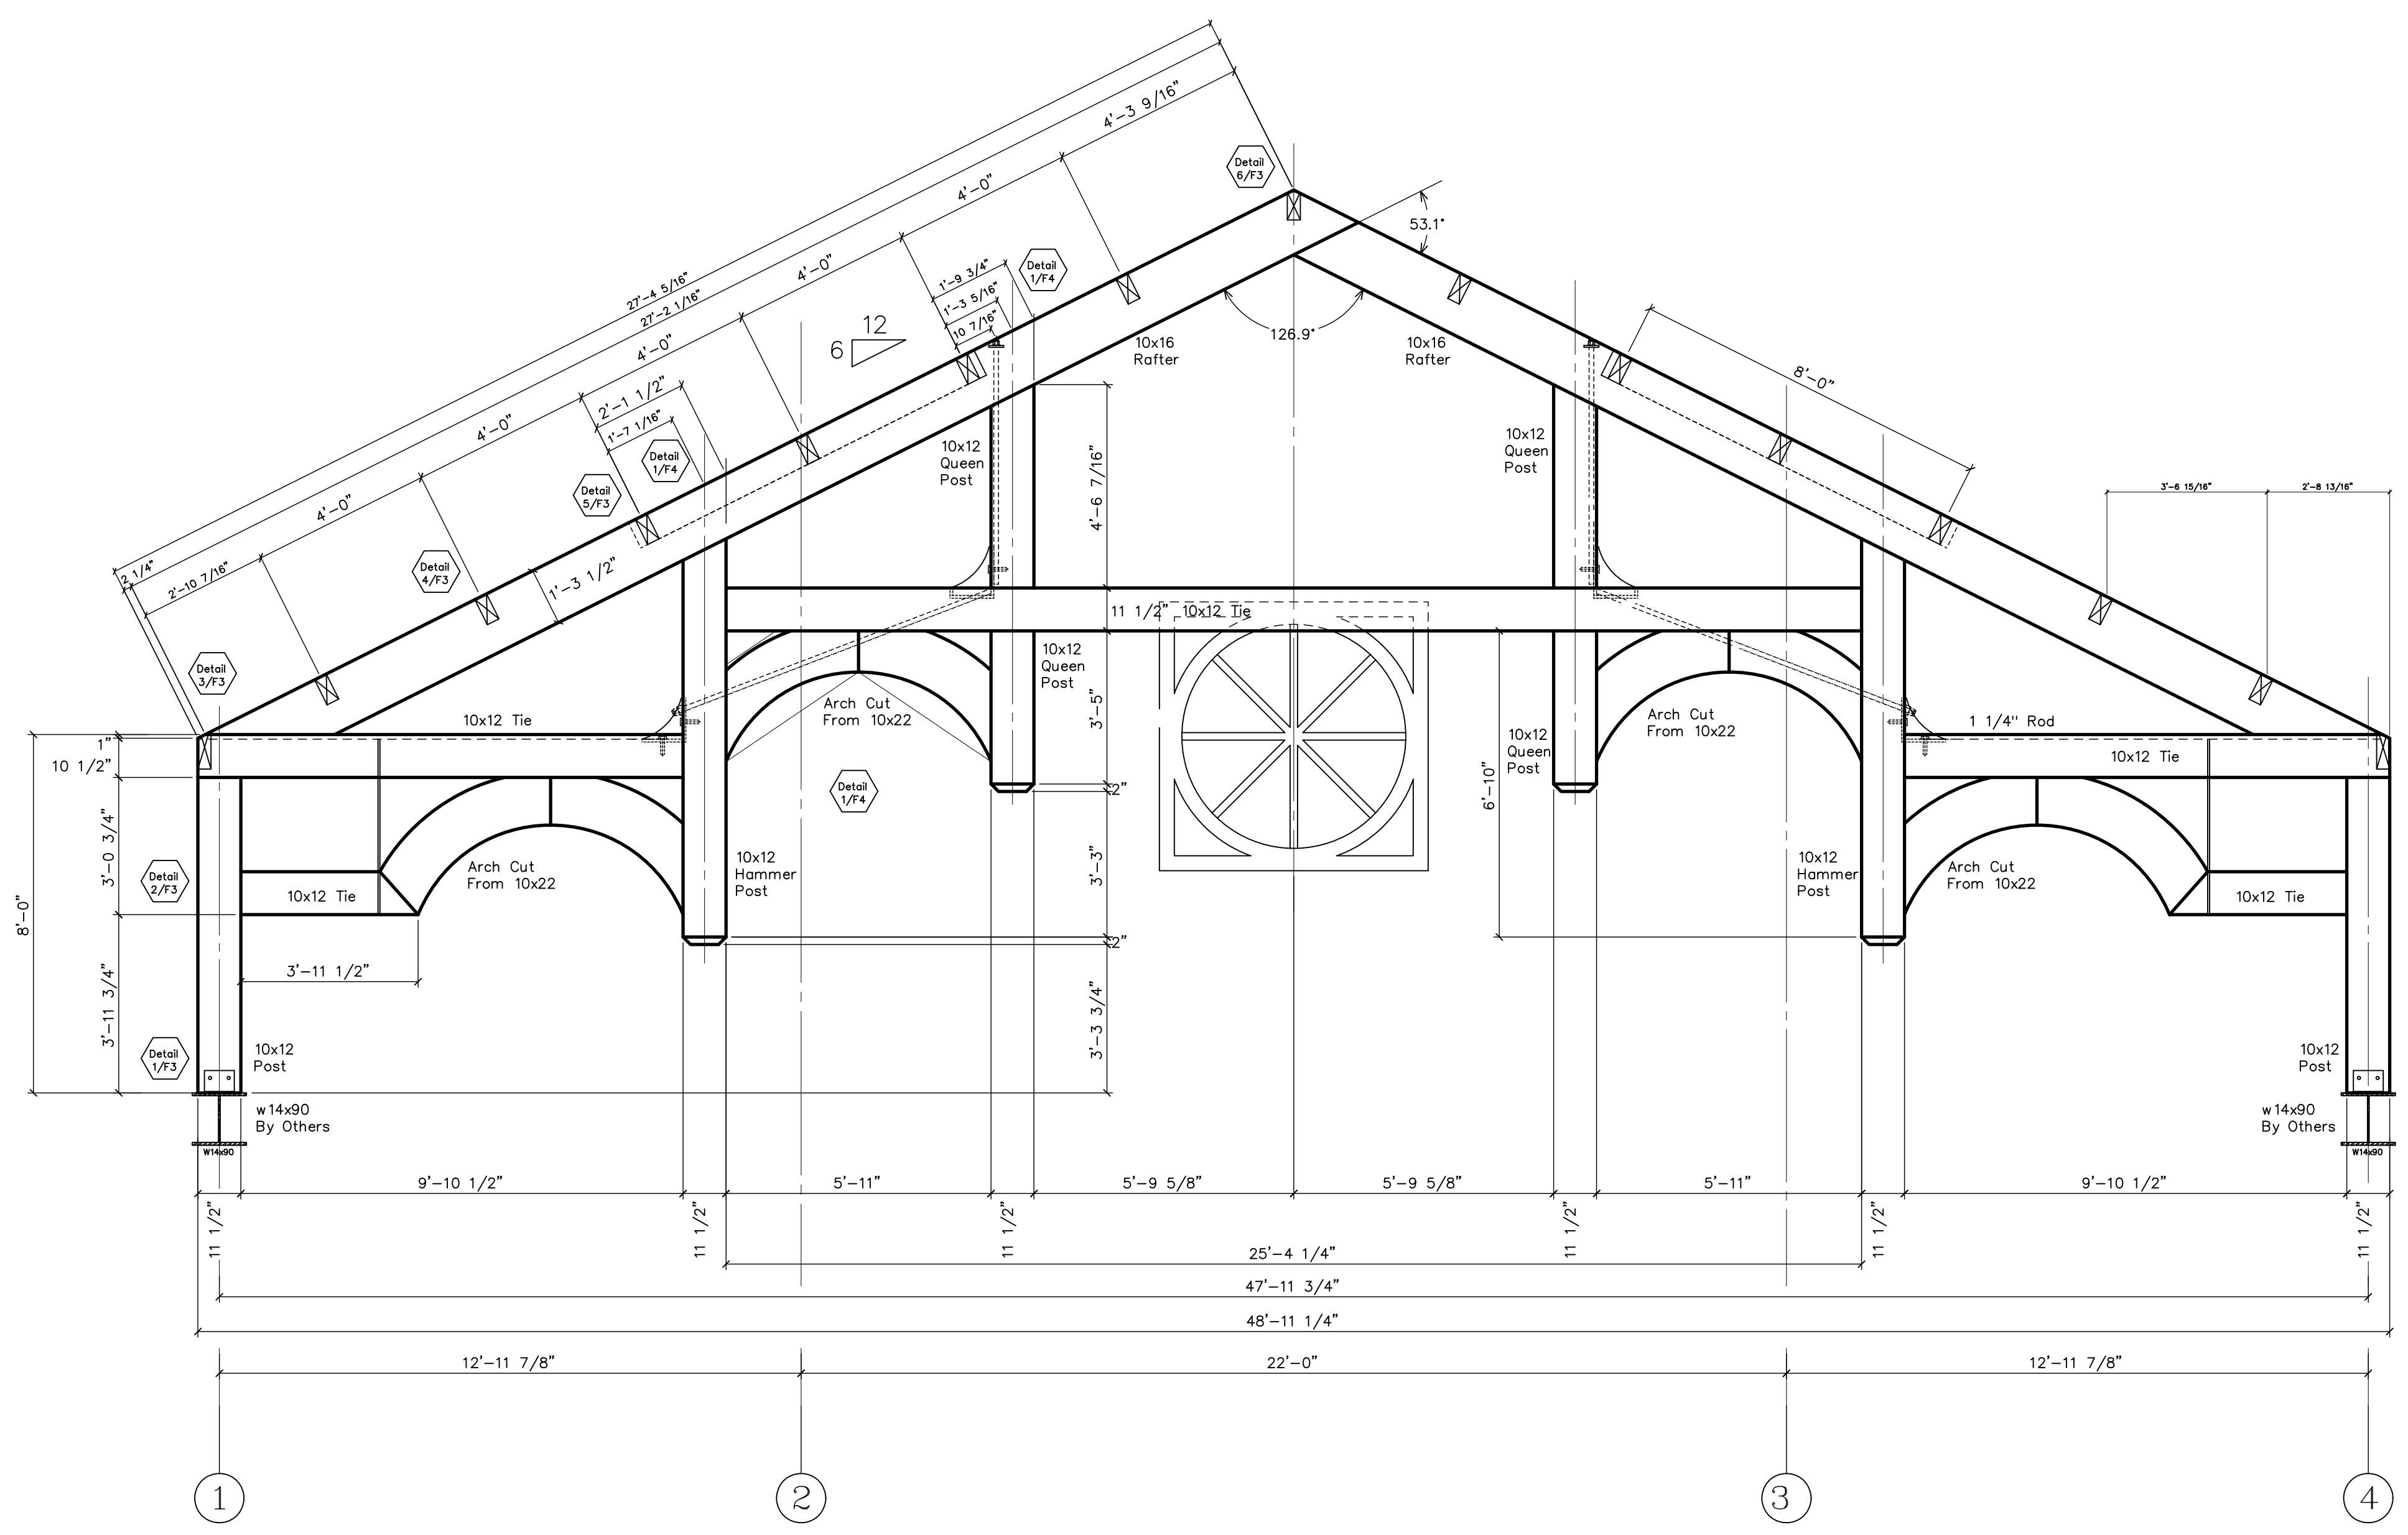 4'-3 9/16"
Detail
6/F3
4'-0"
53.1°
27'-4 5/16"
27'-2 1/16"
4'-0"
Detail
1/F4
1'-9 3/4"
1'-3 5/16"
10 7/16"
12
6
126.9°
10x16
Rafter
10x16
Rafter
4'-0"
8'-0"
4'-0"
2'-1 1/2"
1'-7 1/16"
Detail
1/F4
Detail
5/F3
10x12
Queen
Post
10x12
Queen
Post
4'-6 7/16"
3'-6 15/16"
2'-8 13/16"
4'-0"
Detail
4/F3
1'-3 1/2"
2 1/4"
2'-10 7/16"
11 1/2"
10x12 Tie
Detail
3/F3
10x12
Queen
Post
3'-5"
Arch Cut
From 10x22
Arch Cut
From 10x22
10x12 Tie
1 1/4" Rod
10x12
Queen
Post
1"
10 1/2"
10x12 Tie
Detail
1/F4
2"
6'-10"
3'-0 3/4"
Detail
2/F3
10x12 Tie
Arch Cut
From 10x22
10x12
Hammer
Post
3'-3"
10x12
Hammer
Post
Arch Cut
From 10x22
10x12 Tie
8'-0"
2"
3'-11 1/2"
3'-11 3/4"
3'-3 3/4"
Detail
1/F3
10x12
Post
10x12
Post
w14x90
By Others
W14x90
w14x90
By Others
W14x90
9'-10 1/2"
5'-11"
5'-9 5/8"
5'-9 5/8"
5'-11"
9'-10 1/2"
11 1/2"
11 1/2"
11 1/2"
11 1/2"
11 1/2"
11 1/2"
25'-4 1/4"
47'-11 3/4"
48'-11 1/4"
12'-11 7/8"
22'-0"
12'-11 7/8"
1
2
3
4
4'-0"
4'-0"